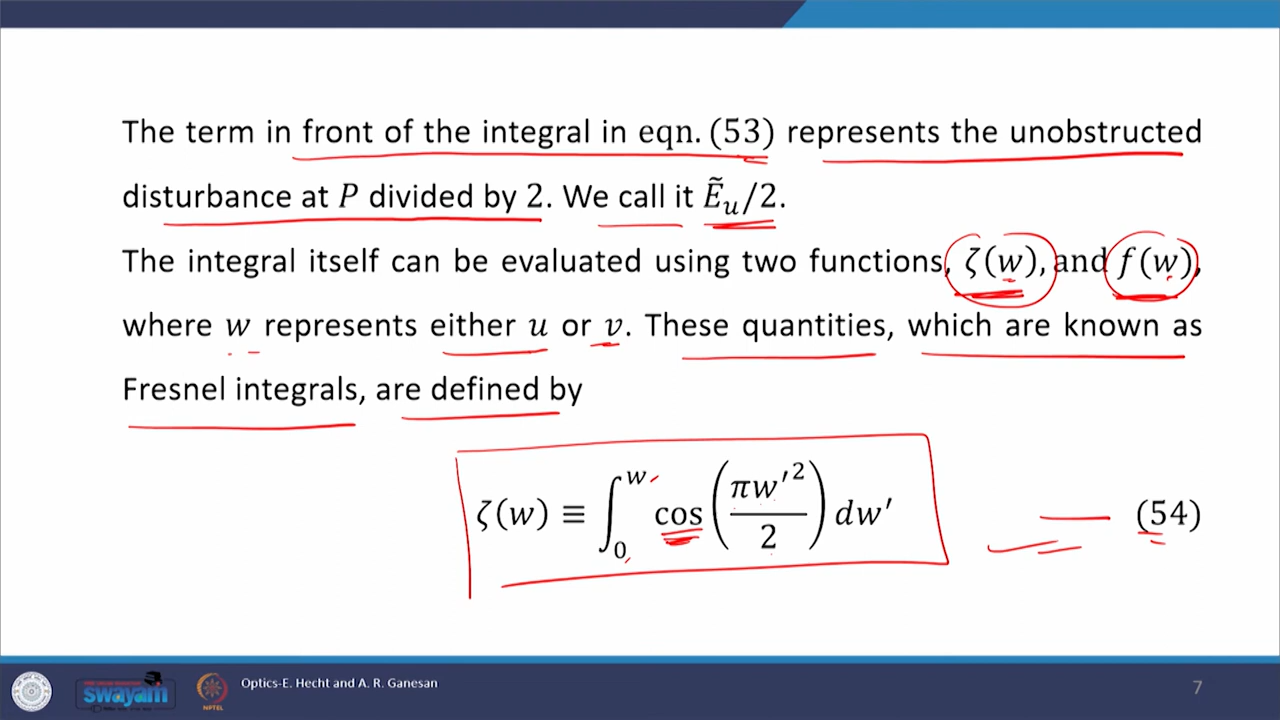 The term in front of the integral in eqn. (53) represents the unobstructed
disturbance at P divided by 2. We call it Ẽᵤ/2.
The integral itself can be evaluated using two functions, ζ(w), and f(w),
where w represents either u or v. These quantities, which are known as
Fresnel integrals, are defined by
ζ(w) ≡ ∫₀ʷ cos(πw′²/2) dw′ (54)
swayam NPTEL Optics-E. Hecht and A. R. Ganesan 7